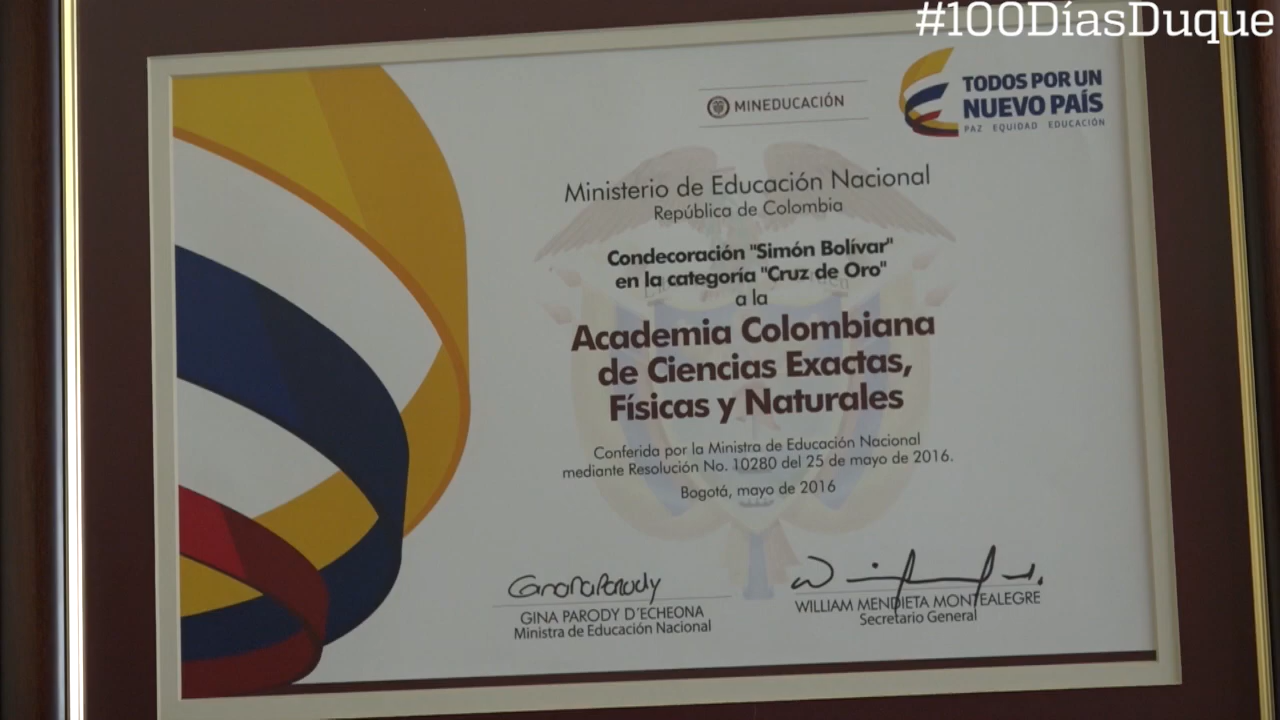 #100DíasDuque
MINEDUCACIÓN
TODOS POR UN
NUEVO PAÍS
PAZ EQUIDAD EDUCACIÓN
Ministerio de Educación Nacional
República de Colombia
Condecoración "Simón Bolívar"
en la categoría "Cruz de Oro"
a la
Academia Colombiana
de Ciencias Exactas,
Físicas y Naturales
Conferida por la Ministra de Educación Nacional
mediante Resolución No. 10280 del 25 de mayo de 2016.
Bogotá, mayo de 2016
Gina Parody
GINA PARODY D´ECHEONA
Ministra de Educación Nacional
WILLIAM MENDIETA MONTEALEGRE
Secretario General